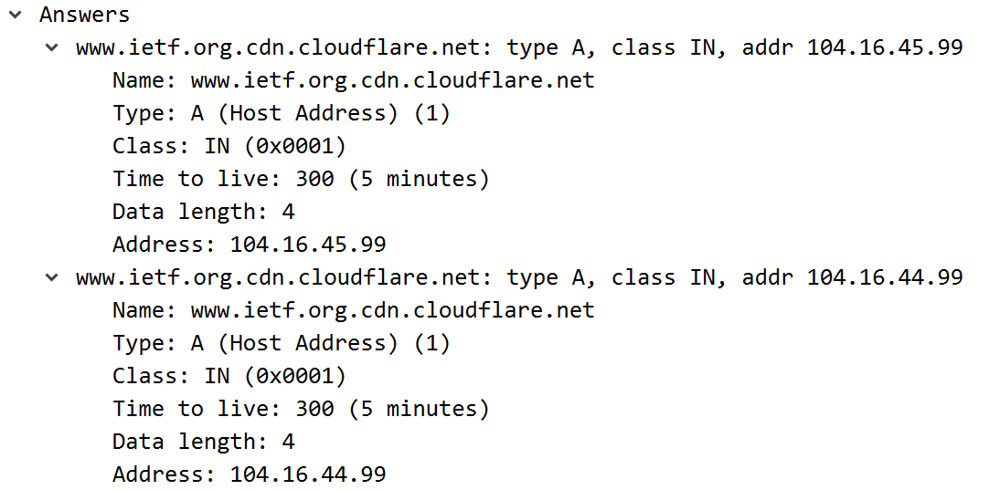 Answers
www.ietf.org.cdn.cloudflare.net: type A, class IN, addr 104.16.45.99
Name: www.ietf.org.cdn.cloudflare.net
Type: A (Host Address) (1)
Class: IN (0x0001)
Time to live: 300 (5 minutes)
Data length: 4
Address: 104.16.45.99
www.ietf.org.cdn.cloudflare.net: type A, class IN, addr 104.16.44.99
Name: www.ietf.org.cdn.cloudflare.net
Type: A (Host Address) (1)
Class: IN (0x0001)
Time to live: 300 (5 minutes)
Data length: 4
Address: 104.16.44.99